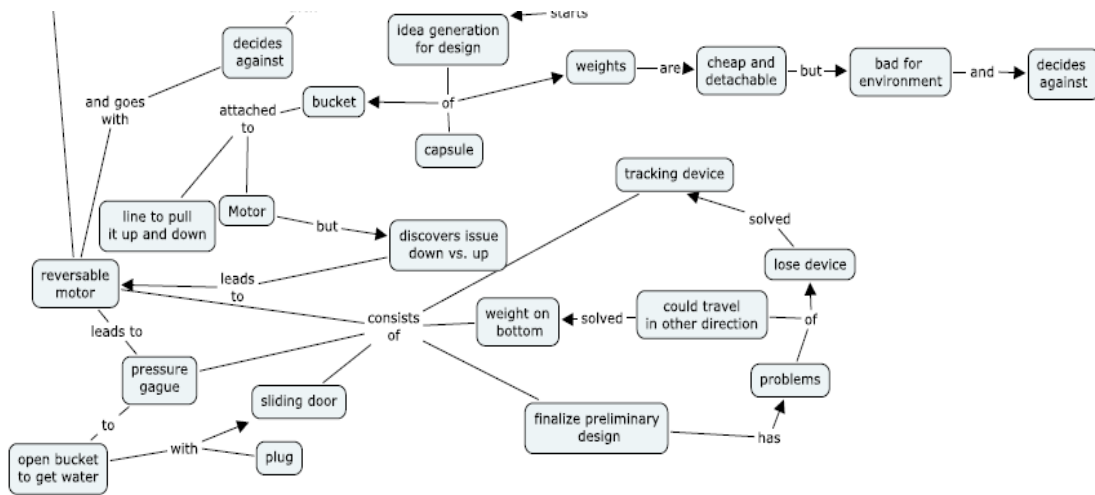 starts
idea generation
for design
decides
against
weights
are
cheap and
detachable
but
bad for
environment
and
decides
against
and goes
with
attached
to
bucket
of
capsule
tracking device
line to pull
it up and down
Motor
but
discovers issue
down vs. up
solved
lose device
reversable
motor
leads
to
leads to
consists
of
weight on
bottom
solved
could travel
in other direction
of
pressure
gague
problems
sliding door
finalize preliminary
design
has
to
open bucket
to get water
with
plug